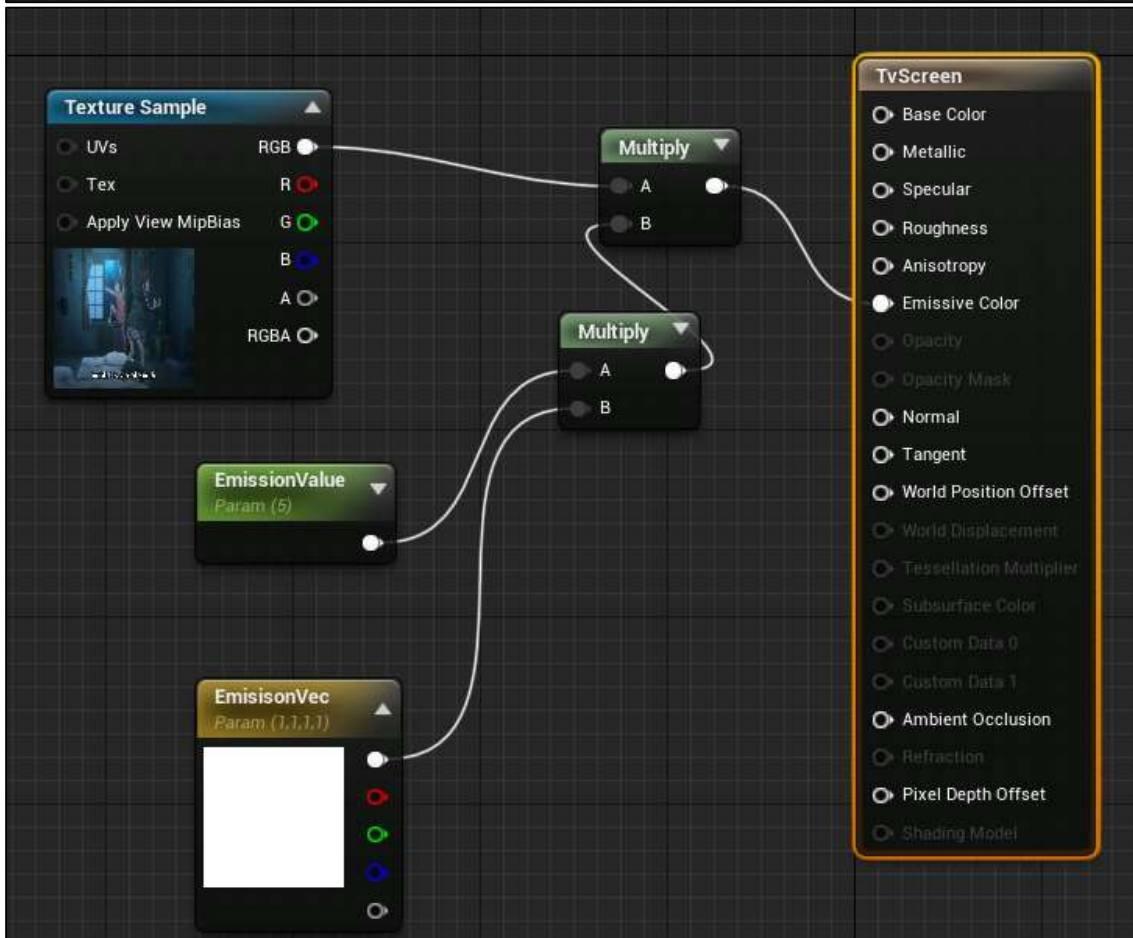 Texture Sample
UVs
RGB
Tex
R
Apply View MipBias
G
B
A
RGBA
Multiply
A
B
Multiply
A
B
EmissionValue
Param (5)
EmisisonVec
Param (1,1,1,1)
TvScreen
Base Color
Metallic
Specular
Roughness
Anisotropy
Emissive Color
Opacity
Opacity Mask
Normal
Tangent
World Position Offset
World Displacement
Tessellation Multiplier
Subsurface Color
Custom Data 0
Custom Data 1
Ambient Occlusion
Refraction
Pixel Depth Offset
Shading Model